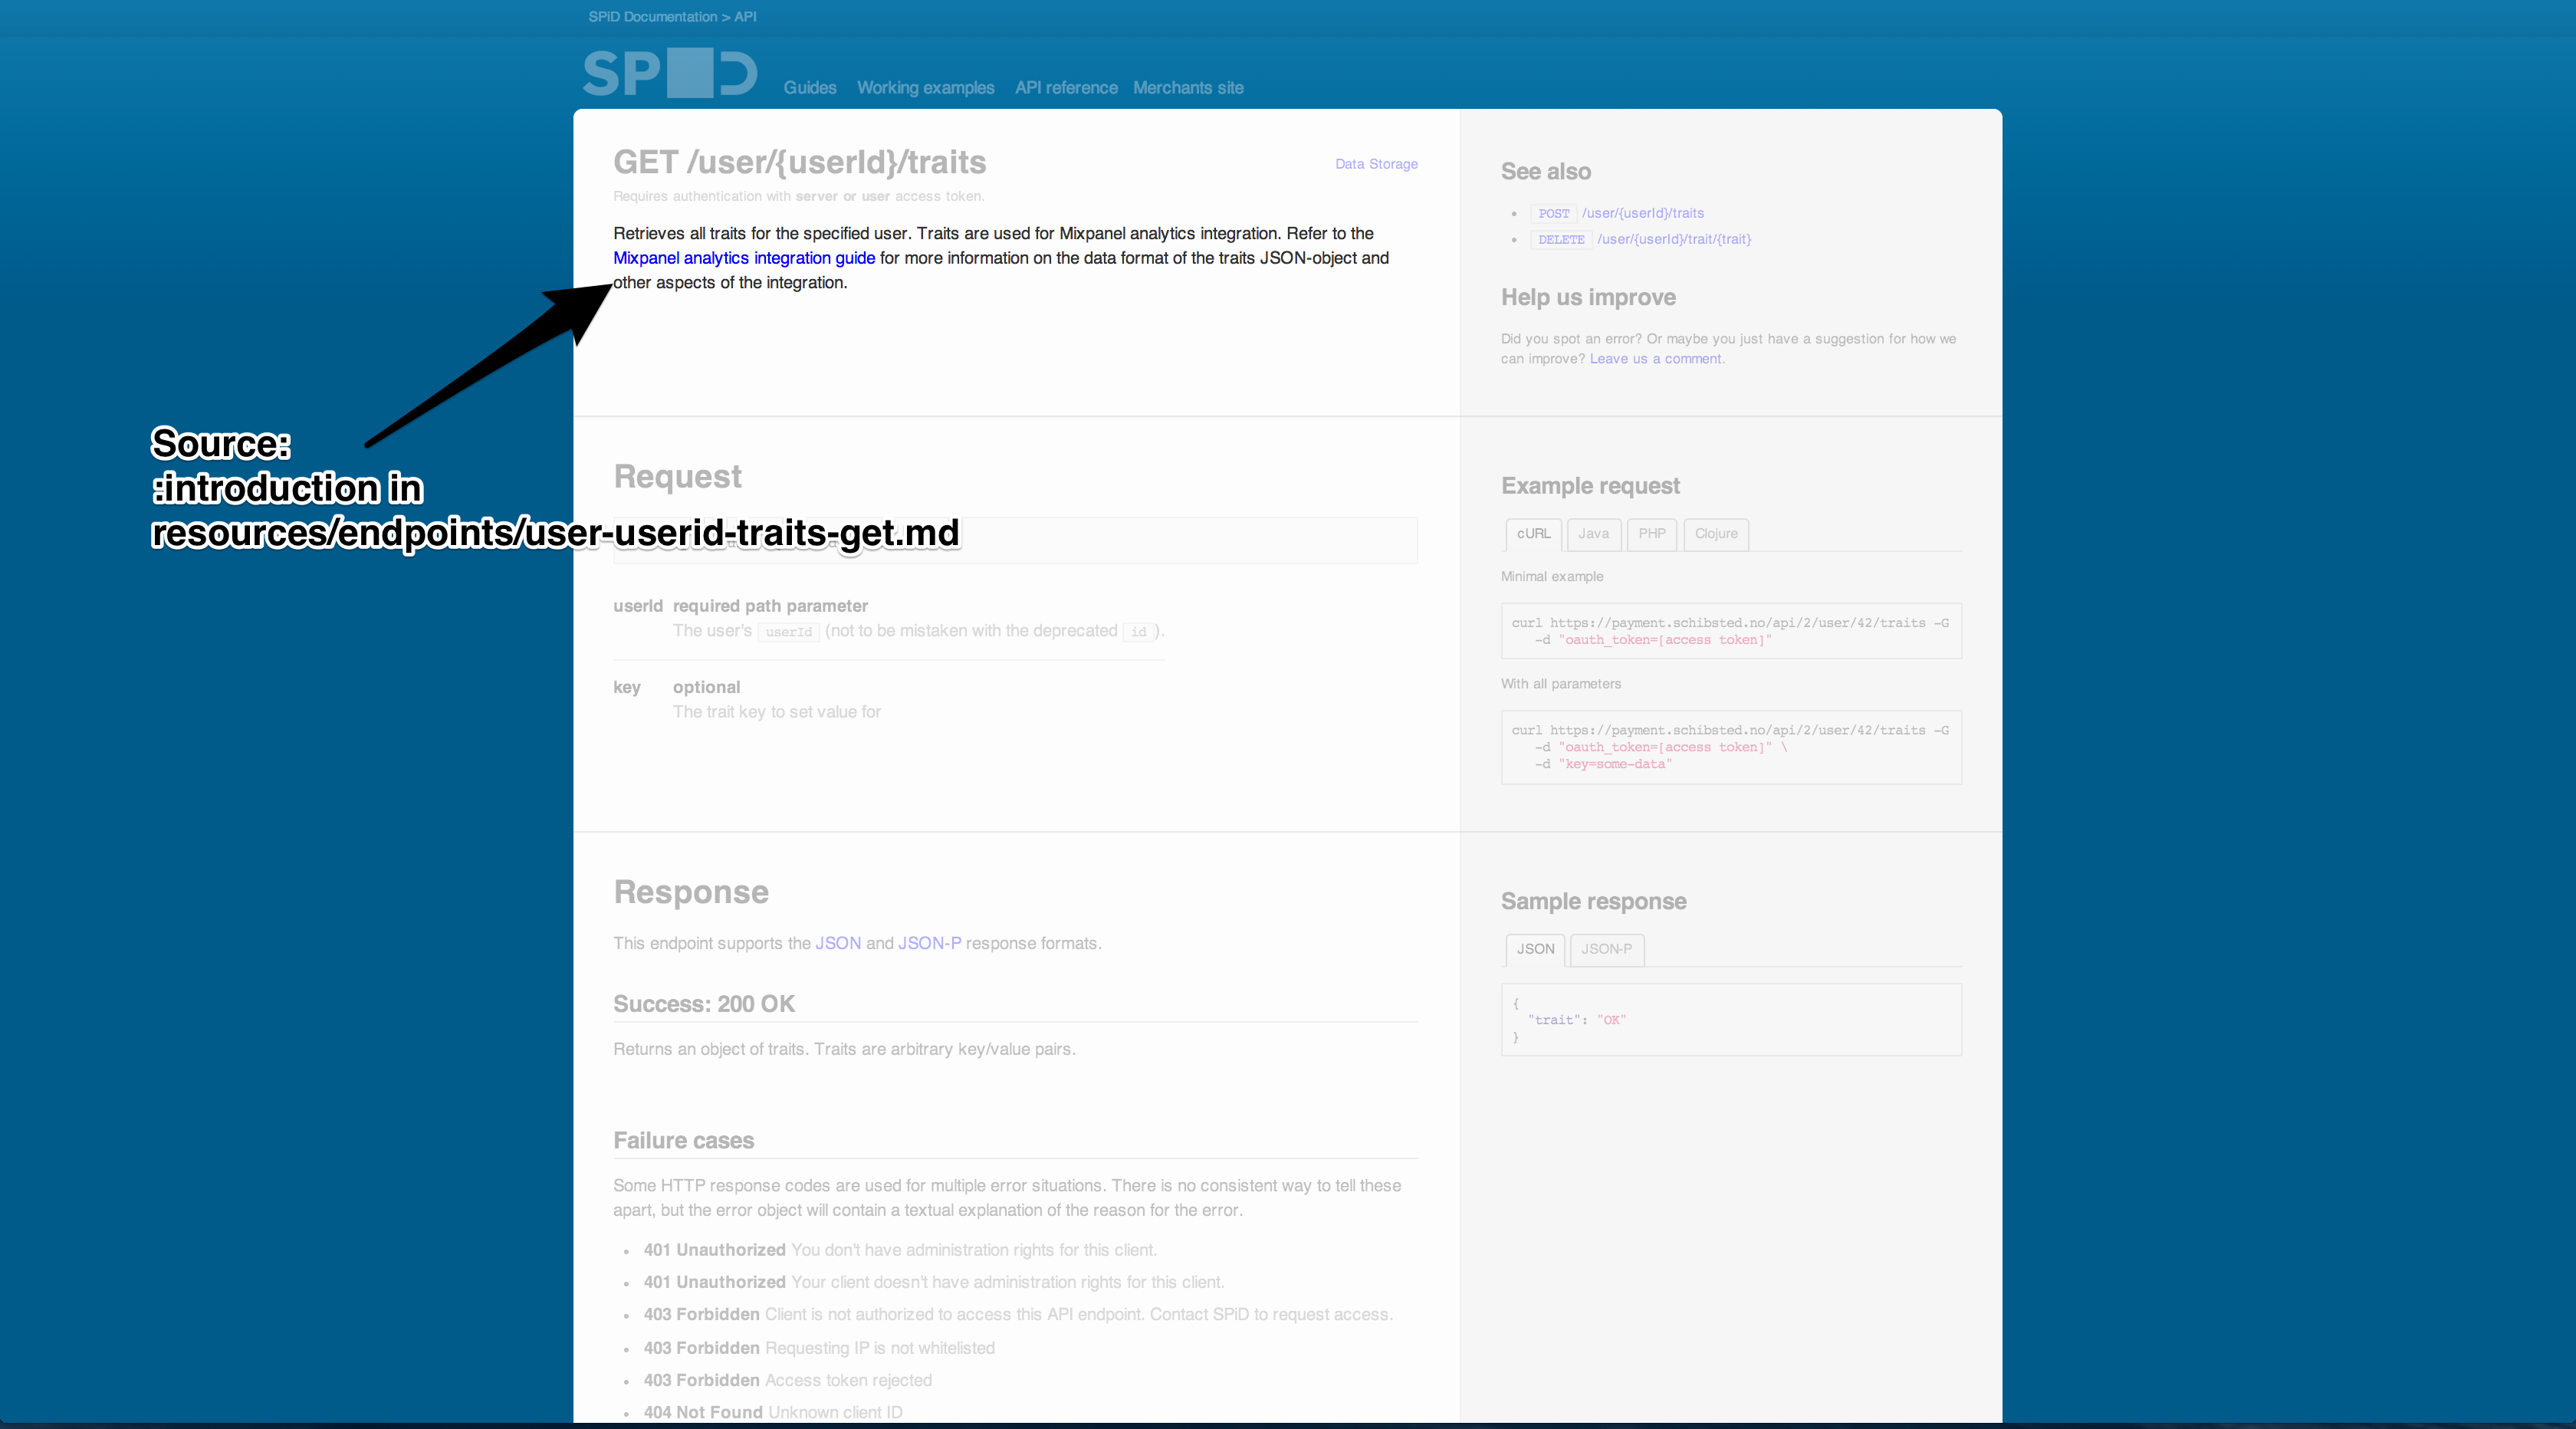 SPiD Documentation > API
SP D
Guides Working examples API reference Merchants site
GET /user/{userId}/traits
Data Storage
Requires authentication with server or user access token.
Retrieves all traits for the specified user. Traits are used for Mixpanel analytics integration. Refer to the
Mixpanel analytics integration guide for more information on the data format of the traits JSON-object and
other aspects of the integration.
See also
POST /user/{userId}/traits
DELETE /user/{userId}/trait/{trait}
Help us improve
Did you spot an error? Or maybe you just have a suggestion for how we
can improve? Leave us a comment.
Source:
:introduction in
resources/endpoints/user-userid-traits-get.md
Request
userId required path parameter
The user's userId (not to be mistaken with the deprecated id ).
key optional
The trait key to set value for
Example request
cURL Java PHP Clojure
Minimal example
curl https://payment.schibsted.no/api/2/user/42/traits -G
-d "oauth_token=[access token]"
With all parameters
curl https://payment.schibsted.no/api/2/user/42/traits -G
-d "oauth_token=[access token]" \
-d "key=some-data"
Response
This endpoint supports the JSON and JSON-P response formats.
Success: 200 OK
Returns an object of traits. Traits are arbitrary key/value pairs.
Failure cases
Some HTTP response codes are used for multiple error situations. There is no consistent way to tell these
apart, but the error object will contain a textual explanation of the reason for the error.
401 Unauthorized You don't have administration rights for this client.
401 Unauthorized Your client doesn't have administration rights for this client.
403 Forbidden Client is not authorized to access this API endpoint. Contact SPiD to request access.
403 Forbidden Requesting IP is not whitelisted
403 Forbidden Access token rejected
404 Not Found Unknown client ID
Sample response
JSON JSON-P
{
"trait": "OK"
}